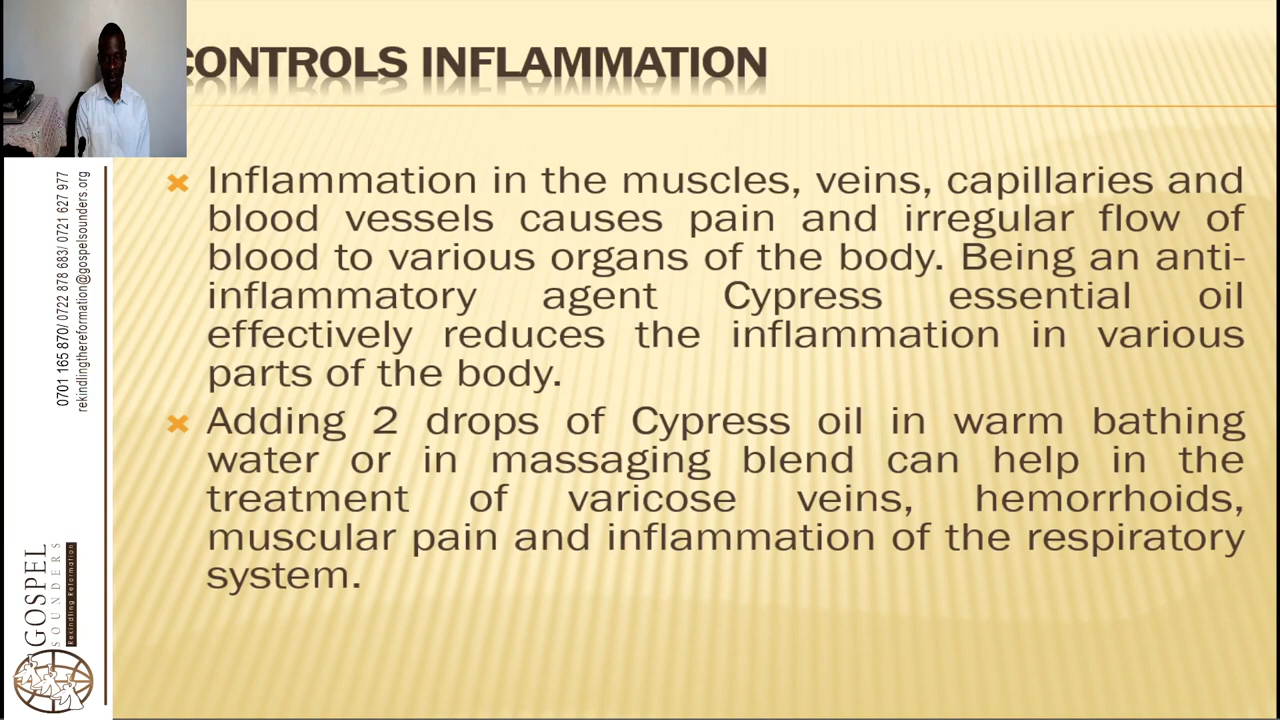 CONTROLS INFLAMMATION
Inflammation in the muscles, veins, capillaries and
blood vessels causes pain and irregular flow of
blood to various organs of the body. Being an anti-
inflammatory agent Cypress essential oil
effectively reduces the inflammation in various
parts of the body.
Adding 2 drops of Cypress oil in warm bathing
water or in massaging blend can help in the
treatment of varicose veins, hemorrhoids,
muscular pain and inflammation of the respiratory
system.
0701 165 870/ 0722 878 683/ 0721 627 977
rekindlingthereformation@gospelsounders.org
GOSPEL
SOUNDERS
Rekindling Reformation